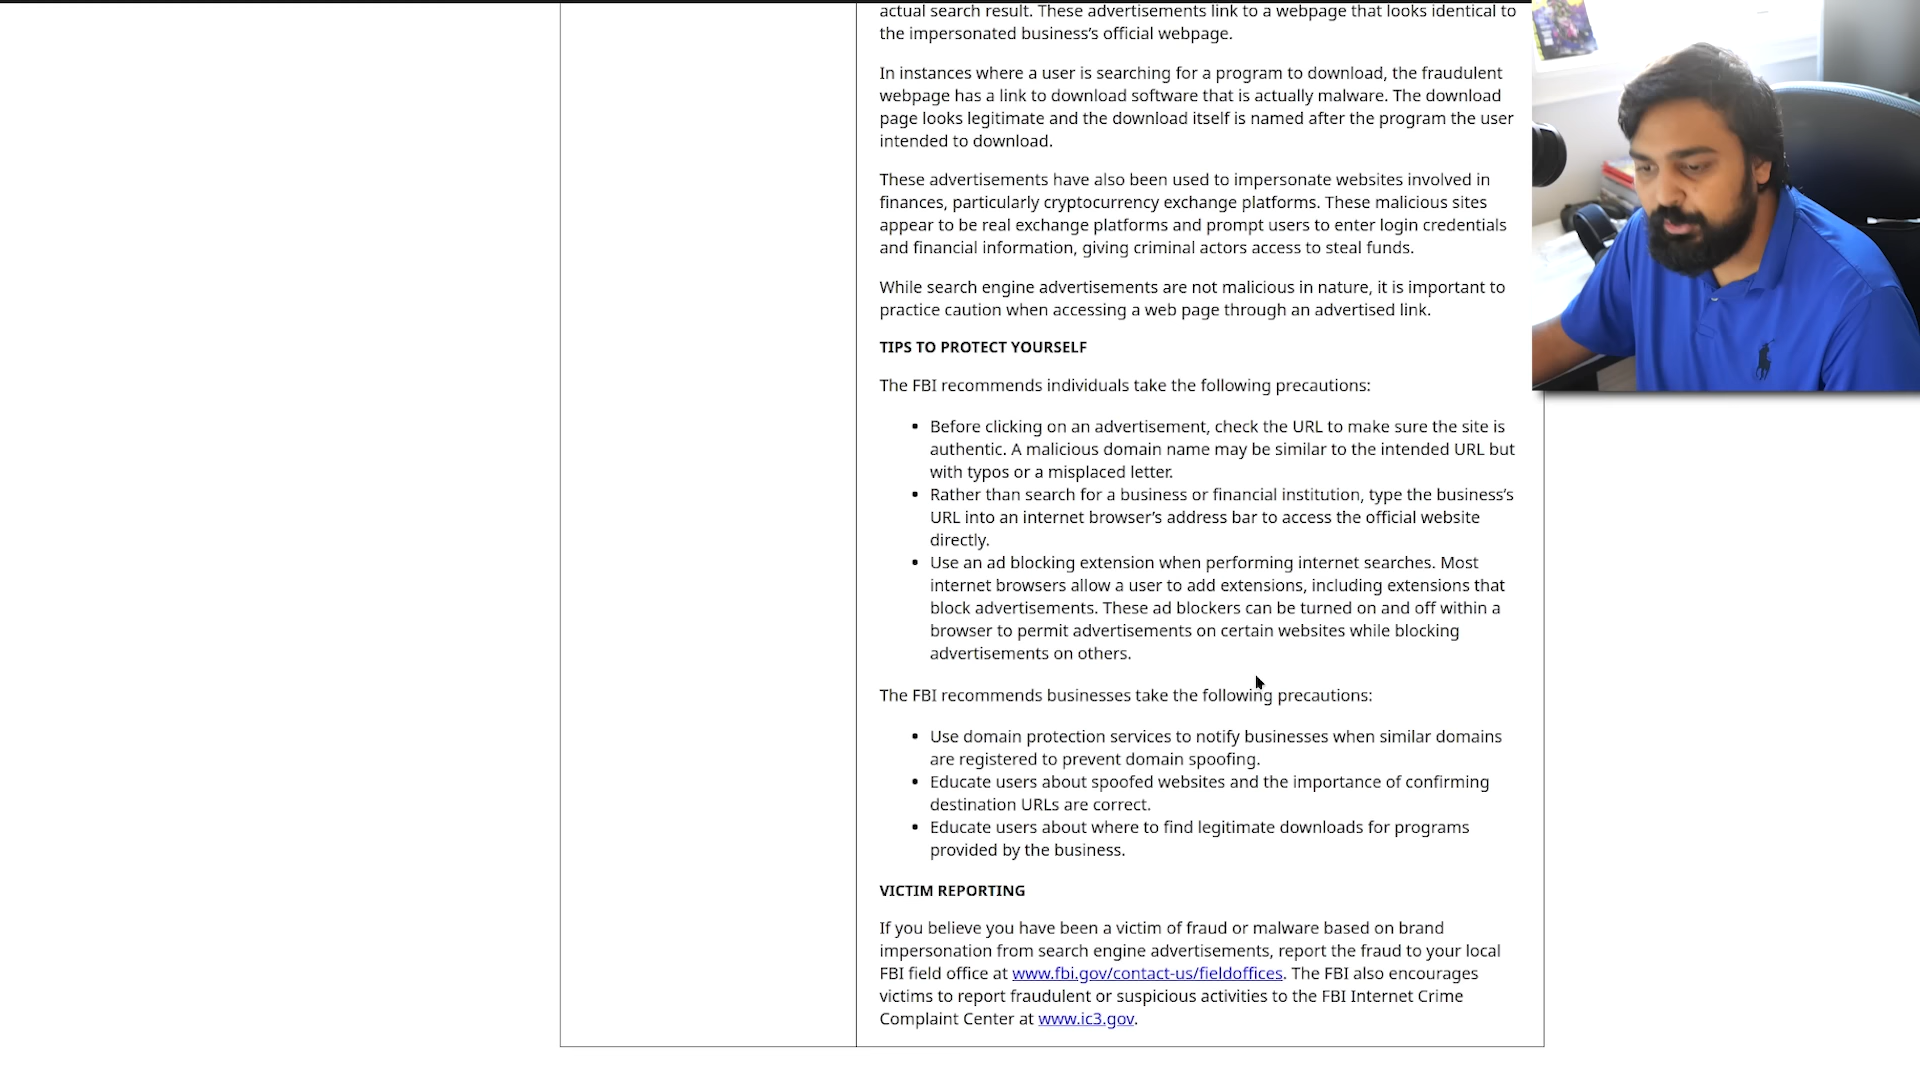 actual search result. These advertisements link to a webpage that looks identical to
the impersonated business’s official webpage.
In instances where a user is searching for a program to download, the fraudulent
webpage has a link to download software that is actually malware. The download
page looks legitimate and the download itself is named after the program the user
intended to download.
These advertisements have also been used to impersonate websites involved in
finances, particularly cryptocurrency exchange platforms. These malicious sites
appear to be real exchange platforms and prompt users to enter login credentials
and financial information, giving criminal actors access to steal funds.
While search engine advertisements are not malicious in nature, it is important to
practice caution when accessing a web page through an advertised link.
TIPS TO PROTECT YOURSELF
The FBI recommends individuals take the following precautions:
• Before clicking on an advertisement, check the URL to make sure the site is
authentic. A malicious domain name may be similar to the intended URL but
with typos or a misplaced letter.
• Rather than search for a business or financial institution, type the business’s
URL into an internet browser’s address bar to access the official website
directly.
• Use an ad blocking extension when performing internet searches. Most
internet browsers allow a user to add extensions, including extensions that
block advertisements. These ad blockers can be turned on and off within a
browser to permit advertisements on certain websites while blocking
advertisements on others.
The FBI recommends businesses take the following precautions:
• Use domain protection services to notify businesses when similar domains
are registered to prevent domain spoofing.
• Educate users about spoofed websites and the importance of confirming
destination URLs are correct.
• Educate users about where to find legitimate downloads for programs
provided by the business.
VICTIM REPORTING
If you believe you have been a victim of fraud or malware based on brand
impersonation from search engine advertisements, report the fraud to your local
FBI field office at www.fbi.gov/contact-us/fieldoffices. The FBI also encourages
victims to report fraudulent or suspicious activities to the FBI Internet Crime
Complaint Center at www.ic3.gov.